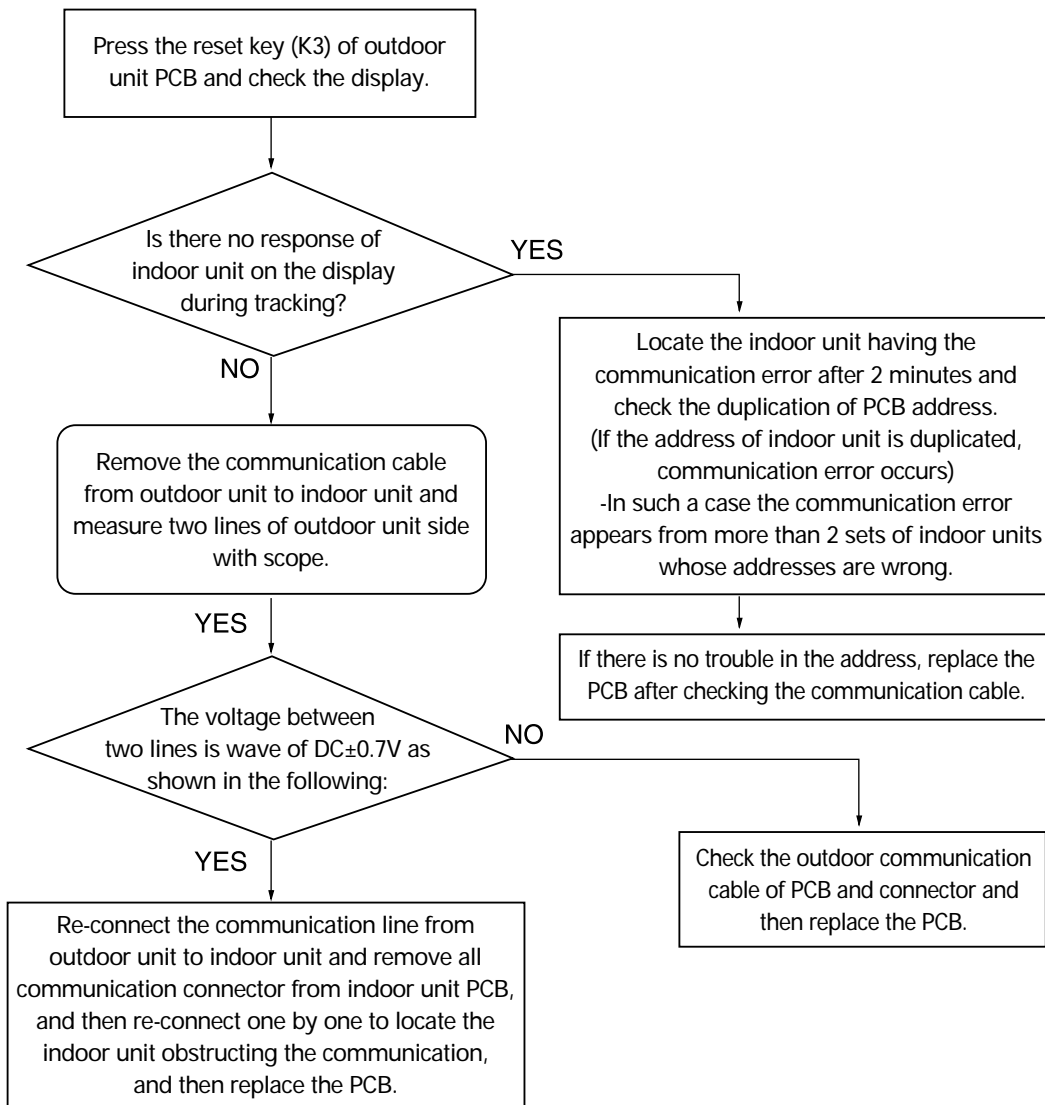 Press the reset key (K3) of outdoor
unit PCB and check the display.
Is there no response of
indoor unit on the display
during tracking?
YES
NO
Locate the indoor unit having the
communication error after 2 minutes and
check the duplication of PCB address.
(If the address of indoor unit is duplicated,
communication error occurs)
-In such a case the communication error
appears from more than 2 sets of indoor units
whose addresses are wrong.
Remove the communication cable
from outdoor unit to indoor unit and
measure two lines of outdoor unit side
with scope.
YES
If there is no trouble in the address, replace the
PCB after checking the communication cable.
The voltage between
two lines is wave of DC±0.7V as
shown in the following:
NO
YES
Check the outdoor communication
cable of PCB and connector and
then replace the PCB.
Re-connect the communication line from
outdoor unit to indoor unit and remove all
communication connector from indoor unit PCB,
and then re-connect one by one to locate the
indoor unit obstructing the communication,
and then replace the PCB.